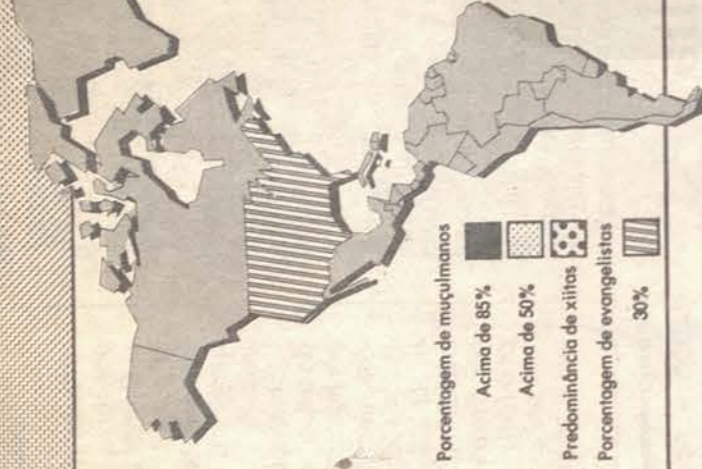 Porcentagem de muçulmanos
Acima de 85%
Acima de 50%
Predominância de xiitas
Porcentagem de evangelistas
30%